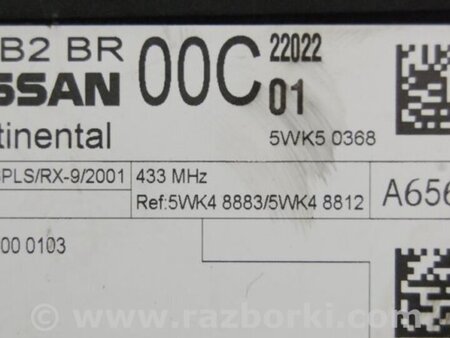 B2 BR 00C 22022
SSAN 01
tinental 5WK5 0368
PLS/RX-9/2001 433 MHz
Ref:5WK4 8883/5WK4 8812 A656
00 0103
© www.razborki.com